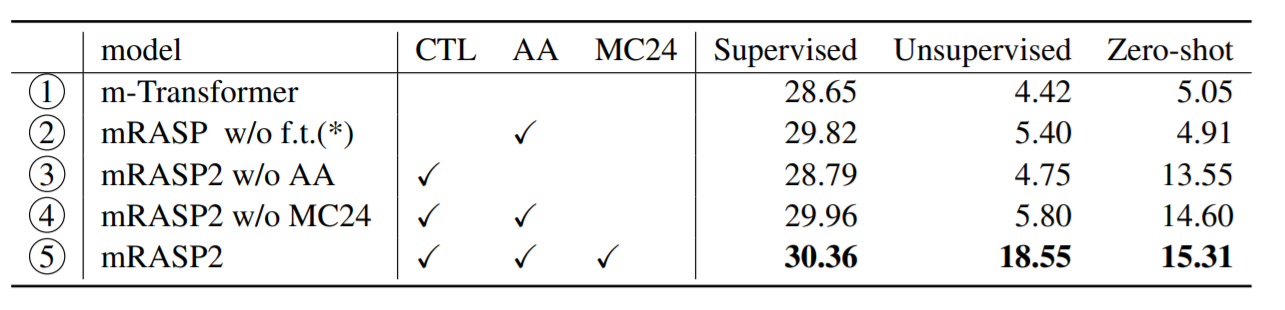 model CTL AA MC24 Supervised Unsupervised Zero-shot
① m-Transformer 28.65 4.42 5.05
② mRASP w/o f.t.(*) ✓ 29.82 5.40 4.91
③ mRASP2 w/o AA ✓ 28.79 4.75 13.55
④ mRASP2 w/o MC24 ✓ ✓ 29.96 5.80 14.60
⑤ mRASP2 ✓ ✓ ✓ 30.36 18.55 15.31